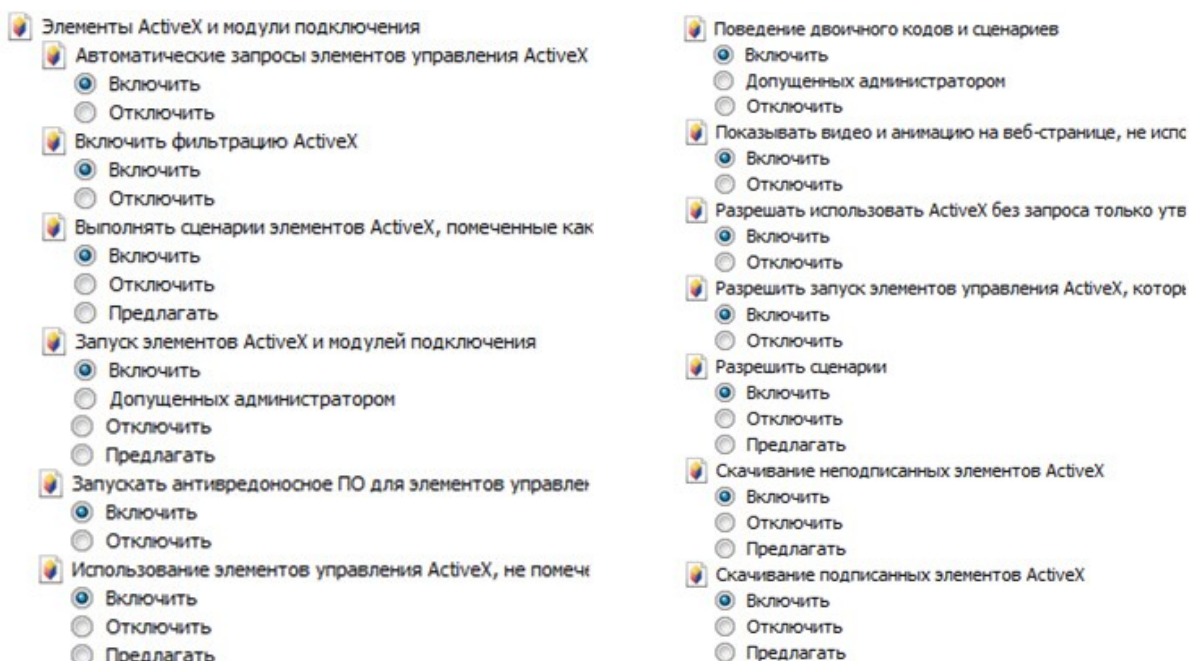 Элементы ActiveX и модули подключения
Автоматические запросы элементов управления ActiveX
Включить
Отключить
Включить фильтрацию ActiveX
Включить
Отключить
Выполнять сценарии элементов ActiveX, помеченные как
Включить
Отключить
Предлагать
Запуск элементов ActiveX и модулей подключения
Включить
Допущенных администратором
Отключить
Предлагать
Запускать антивредоносное ПО для элементов управлен
Включить
Отключить
Использование элементов управления ActiveX, не помече
Включить
Отключить
Предлагать
Поведение двоичного кодов и сценариев
Включить
Допущенных администратором
Отключить
Показывать видео и анимацию на веб-странице, не испо
Включить
Отключить
Разрешать использовать ActiveX без запроса только утв
Включить
Отключить
Разрешить запуск элементов управления ActiveX, которы
Включить
Отключить
Разрешить сценарии
Включить
Отключить
Предлагать
Скачивание неподписанных элементов ActiveX
Включить
Отключить
Предлагать
Скачивание подписанных элементов ActiveX
Включить
Отключить
Предлагать